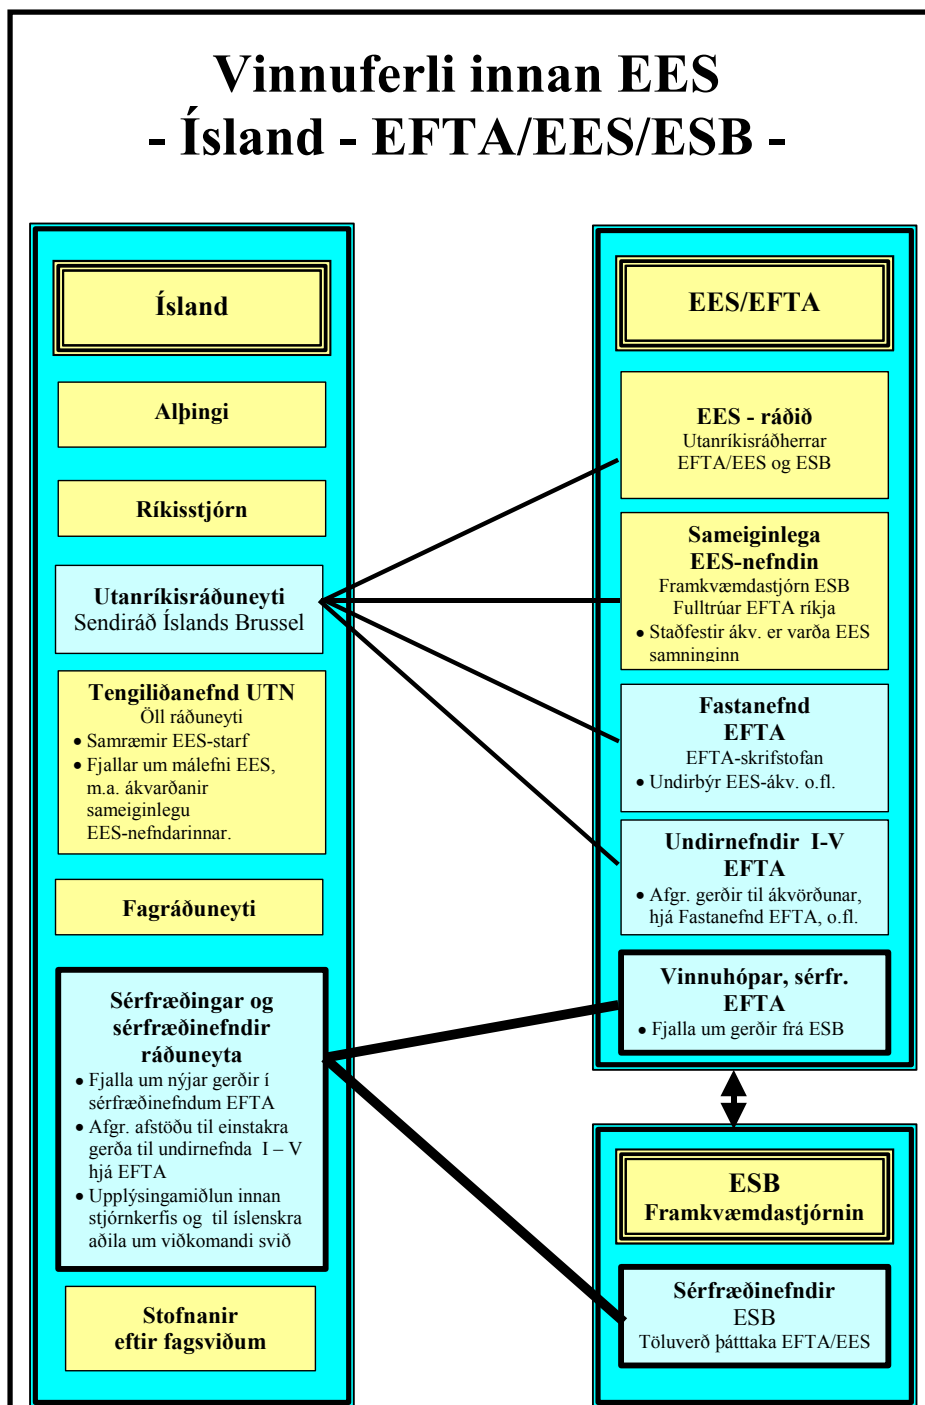 Vinnuferli innan EES
- Ísland - EFTA/EES/ESB -
Ísland
Alþingi
Ríkisstjórn
Utanríkisráðuneyti
Sendiráð Íslands Brussel
Tengiliðanefnd UTN
Öll ráðuneyti
• Samræmir EES-starf
• Fjallar um málefni EES,
m.a. ákvarðanir
sameiginlegu
EES-nefndarinnar.
Fagráðuneyti
Sérfræðingar og
sérfræðinefndir
ráðuneyta
• Fjalla um nýjar gerðir í
sérfræðinefndum EFTA
• Afgr. afstöðu til einstakra
gerða til undirnefnda I – V
hjá EFTA
• Upplýsingamiðlun innan
stjórnkerfis og til íslenskra
aðila um viðkomandi svið
Stofnanir
eftir fagsviðum
EES/EFTA
EES - ráðið
Utanríkisráðherrar
EFTA/EES og ESB
Sameiginlega
EES-nefndin
Framkvæmdastjórn ESB
Fulltrúar EFTA ríkja
• Staðfestir ákv. er varða EES
samninginn
Fastanefnd
EFTA
EFTA-skrifstofan
• Undirbýr EES-ákv. o.fl.
Undirnefndir I-V
EFTA
• Afgr. gerðir til ákvörðunar,
hjá Fastanefnd EFTA, o.fl.
Vinnuhópar, sérfr.
EFTA
• Fjalla um gerðir frá ESB
ESB
Framkvæmdastjórnin
Sérfræðinefndir
ESB
Töluverð þátttaka EFTA/EES